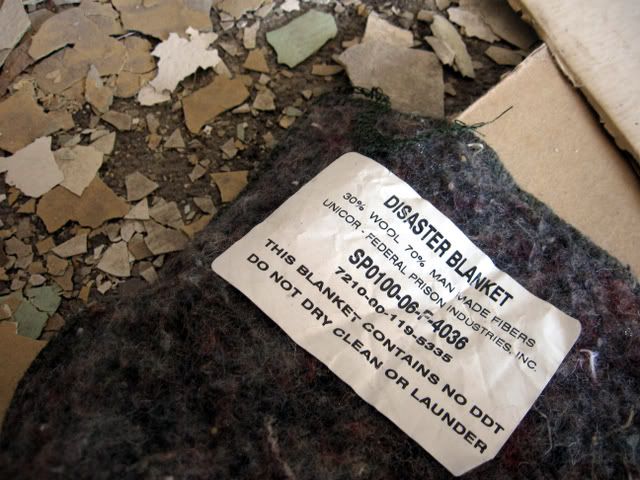 DISASTER BLANKET
30% WOOL 70% MAN MADE FIBERS
UNICOR - FEDERAL PRISON INDUSTRIES, INC.
SP0100-06-F-4036
7210-00-119-5335
THIS BLANKET CONTAINS NO DDT
DO NOT DRY CLEAN OR LAUNDER